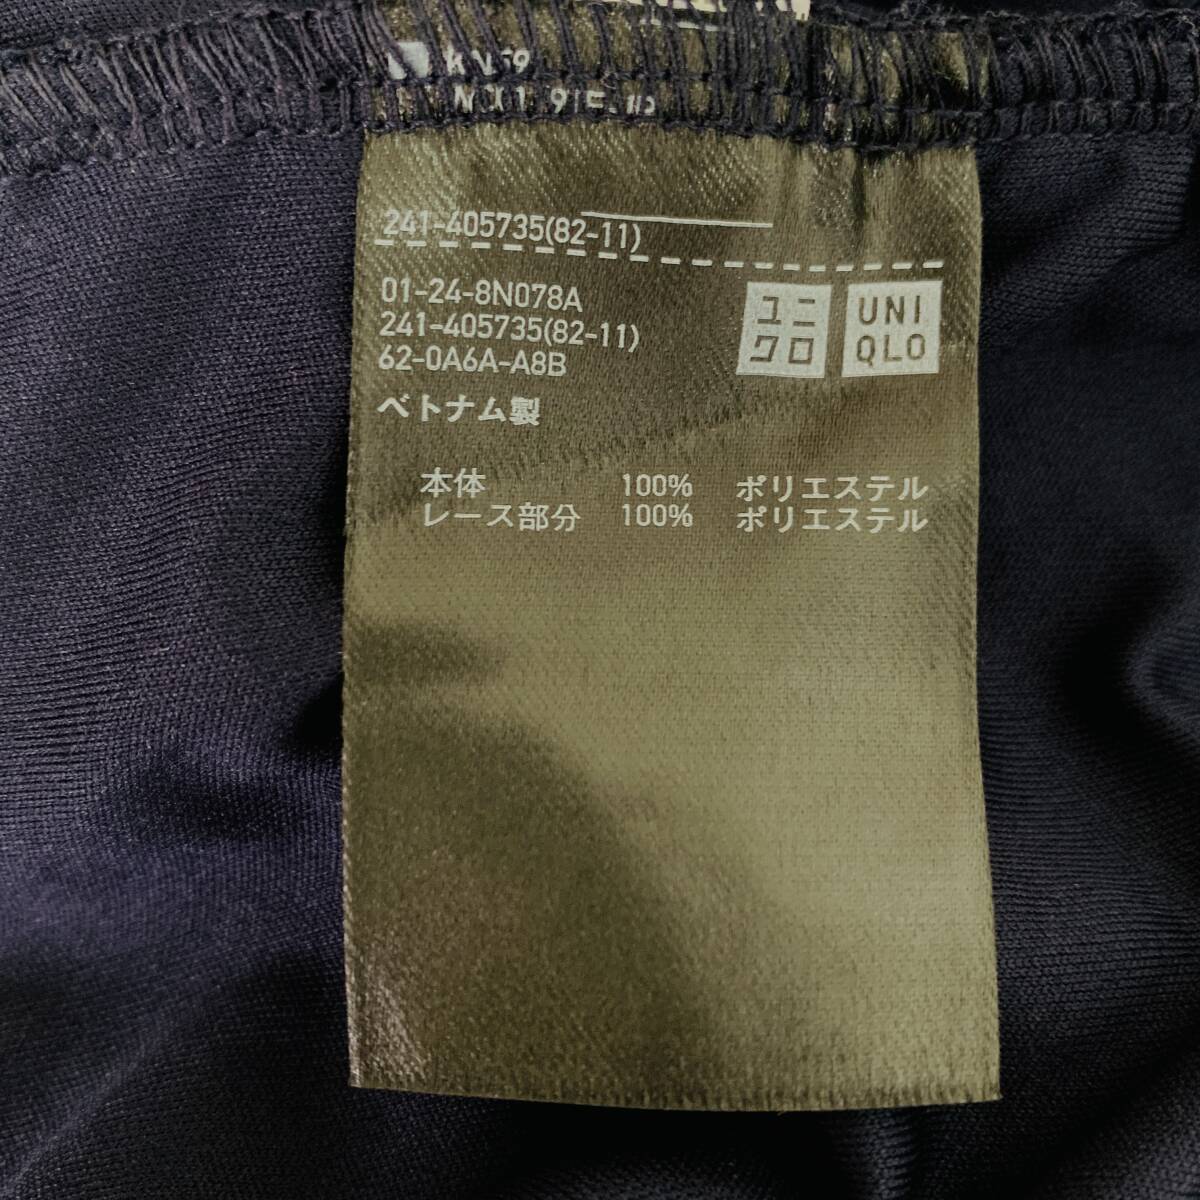 241-405735(82-11)
01-24-8N078A
241-405735(82-11)
62-0A6A-A8B
ベトナム製
ユニ
クロ
UNI
QLO
本体 100% ポリエステル
レース部分 100% ポリエステル